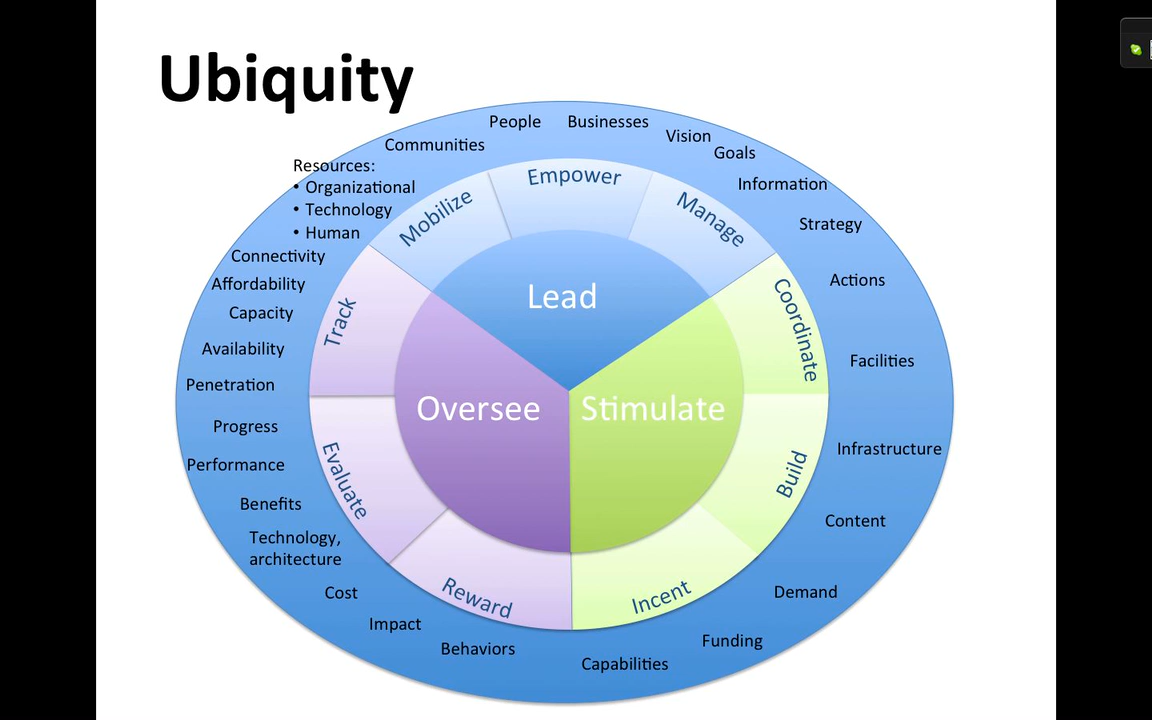 Ubiquity
People
Businesses
Vision
Communities
Goals
Resources:
• Organizational
• Technology
• Human
Information
Strategy
Actions
Facilities
Infrastructure
Content
Demand
Funding
Capabilities
Behaviors
Impact
Cost
Technology,
architecture
Benefits
Performance
Progress
Penetration
Availability
Capacity
Affordability
Connectivity
Mobilize
Empower
Manage
Coordinate
Build
Incent
Reward
Evaluate
Track
Lead
Oversee
Stimulate